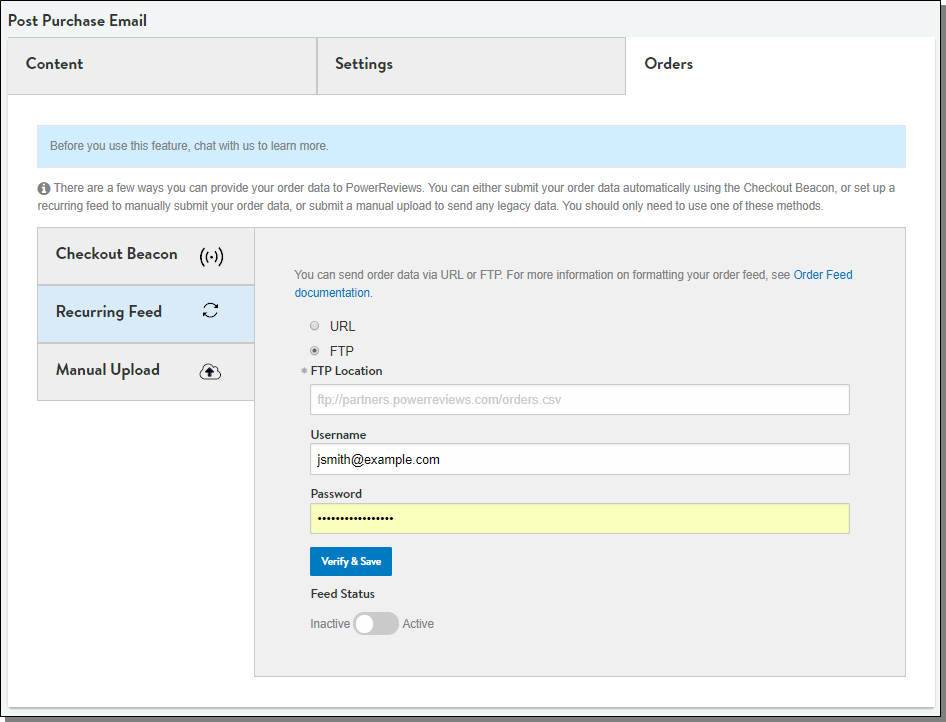 Post Purchase Email
Content
Settings
Orders
Before you use this feature, chat with us to learn more.
There are a few ways you can provide your order data to PowerReviews. You can either submit your order data automatically using the Checkout Beacon, or set up a
recurring feed to manually submit your order data, or submit a manual upload to send any legacy data. You should only need to use one of these methods.
Checkout Beacon
Recurring Feed
Manual Upload
You can send order data via URL or FTP. For more information on formatting your order feed, see Order Feed
documentation.
URL
FTP
* FTP Location
ftp://partners.powerreviews.com/orders.csv
Username
jsmith@example.com
Password
•••••••••••••••••
Verify & Save
Feed Status
Inactive Active